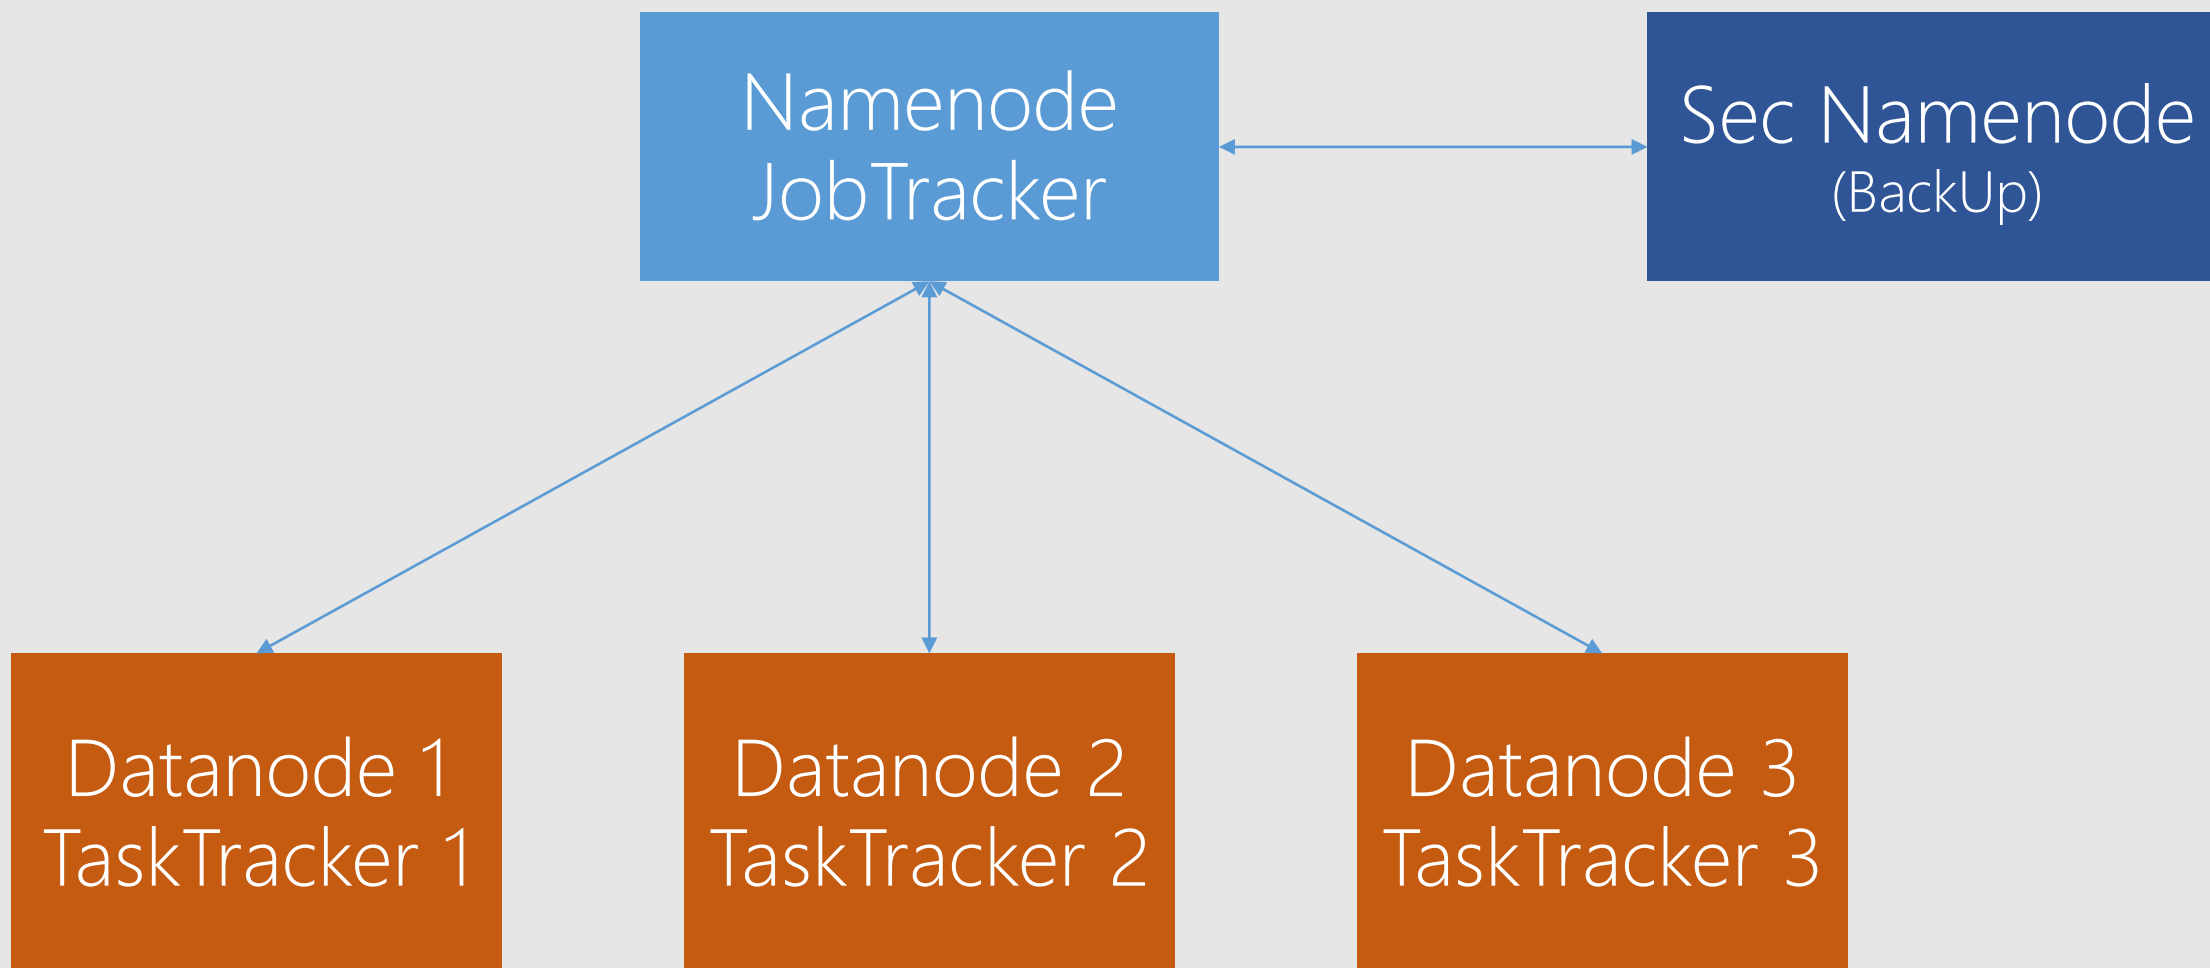 Namenode
JobTracker
Sec Namenode
(BackUp)
Datanode 1
TaskTracker 1
Datanode 2
TaskTracker 2
Datanode 3
TaskTracker 3